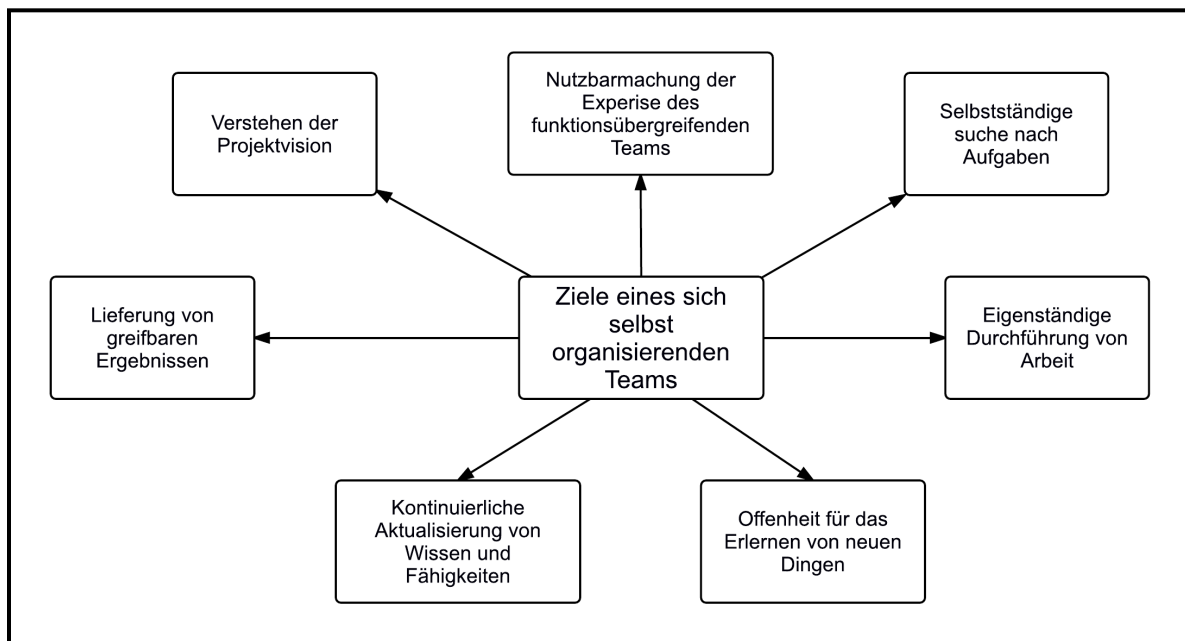 Nutzbarmachung der
Experise des
funktionsübergreifenden
Teams
Verstehen der
Projektvision
Selbstständige
suche nach
Aufgaben
Lieferung von
greifbaren
Ergebnissen
Ziele eines sich
selbst
organisierenden
Teams
Eigenständige
Durchführung von
Arbeit
Kontinuierliche
Aktualisierung von
Wissen und
Fähigkeiten
Offenheit für das
Erlernen von neuen
Dingen